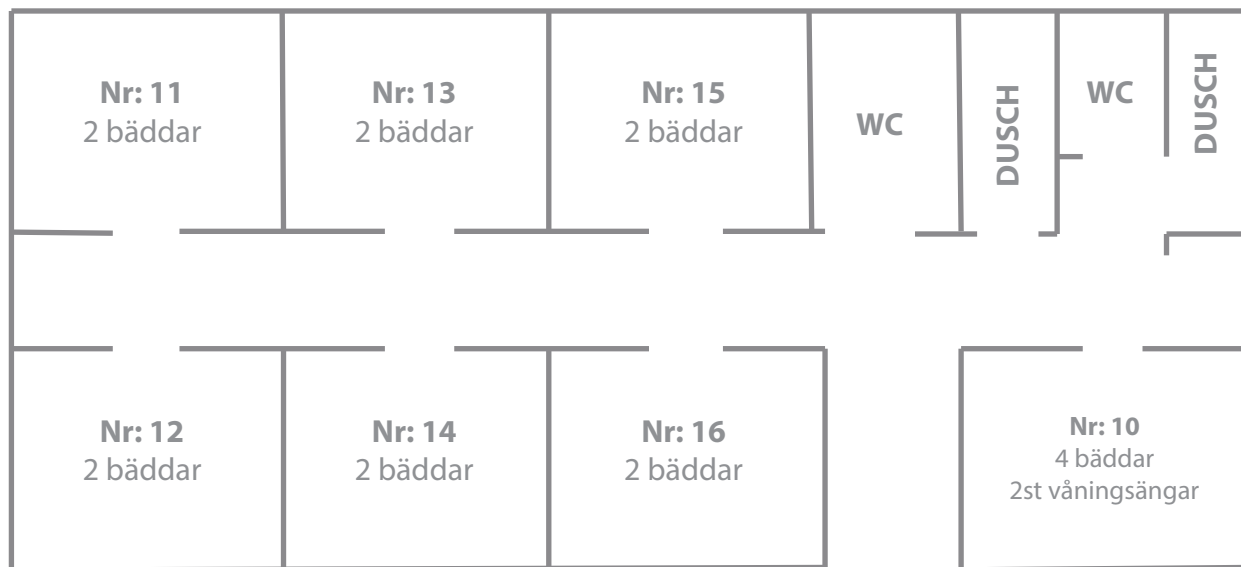 Nr: 11
2 bäddar
Nr: 13
2 bäddar
Nr: 15
2 bäddar
WC
DUSCH
WC
DUSCH
Nr: 12
2 bäddar
Nr: 14
2 bäddar
Nr: 16
2 bäddar
Nr: 10
4 bäddar
2st våningsängar